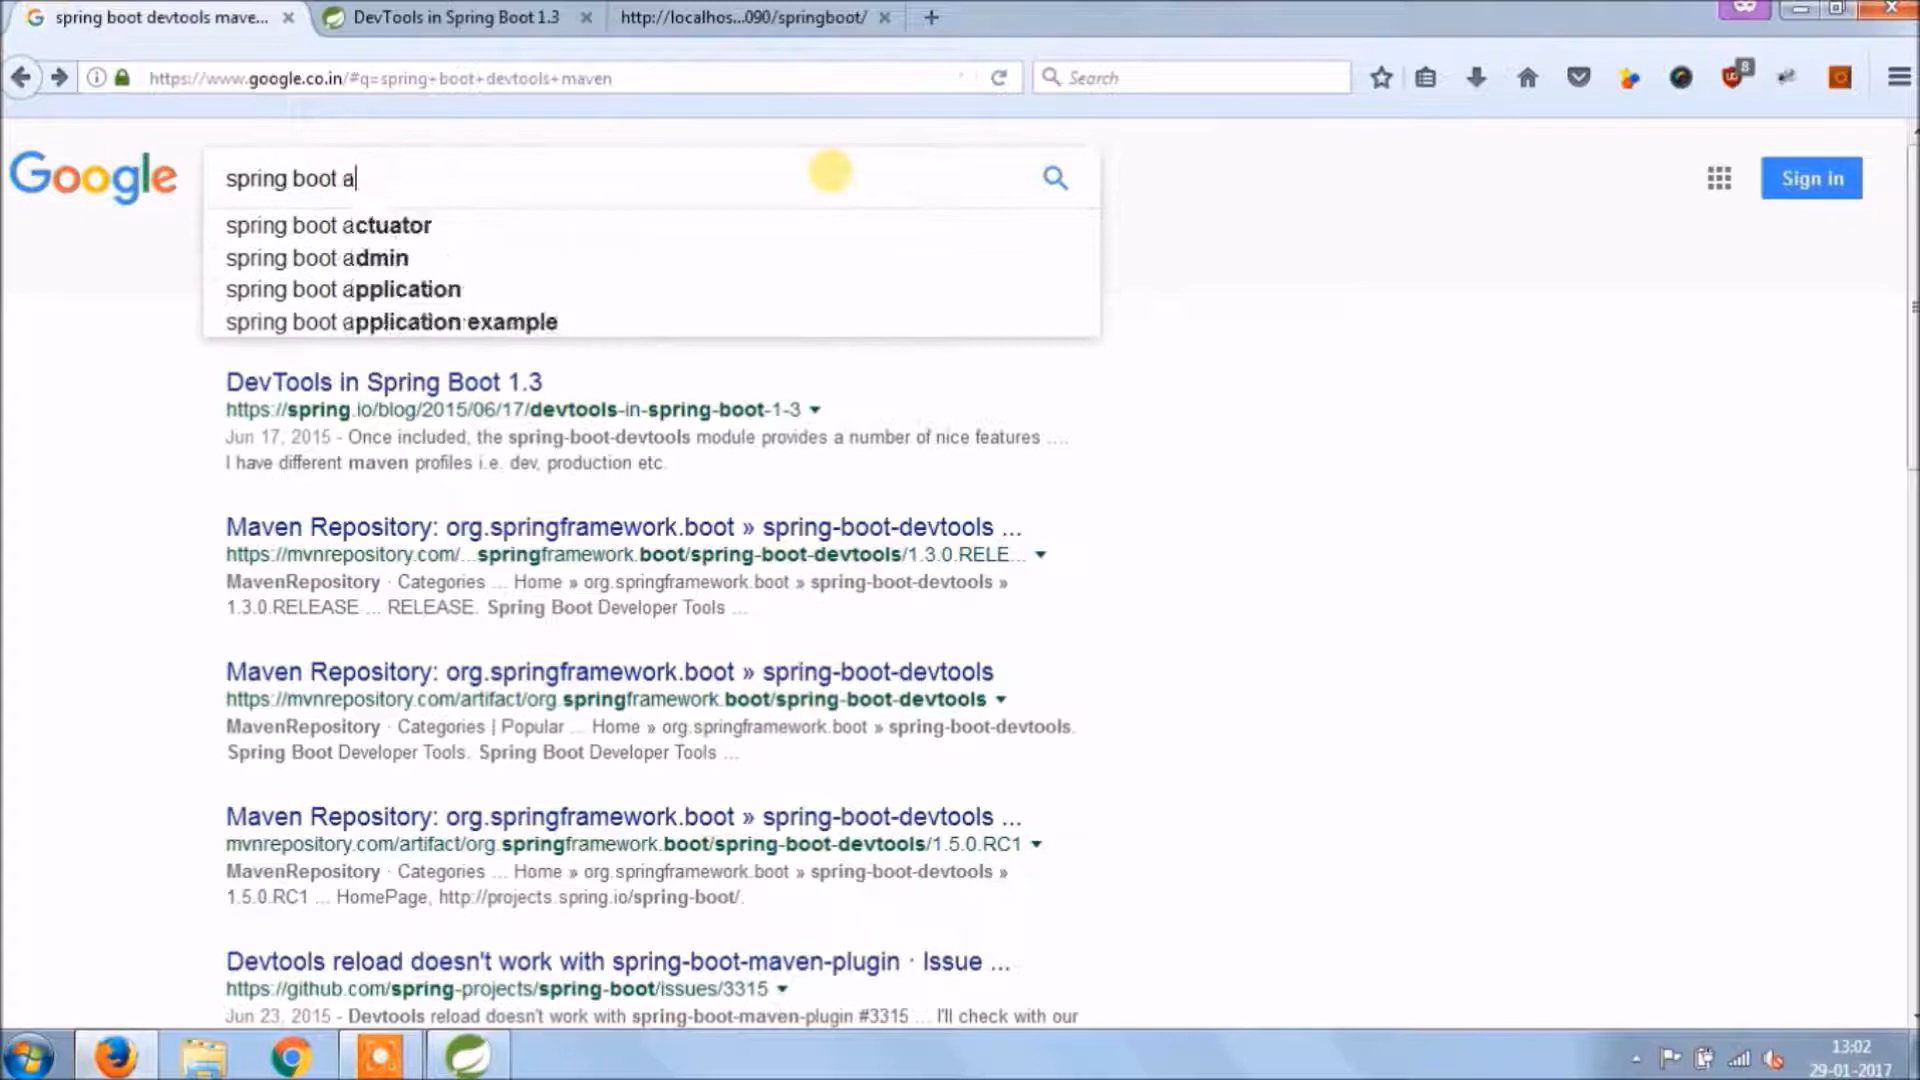 spring boot devtools mave...
DevTools in Spring Boot 1.3
http://localhos...090/springboot/
https://www.google.co.in/#q=spring+boot+devtools+maven
Search
8
Google
spring boot a
Sign in
spring boot actuator
spring boot admin
spring boot application
spring boot application example
DevTools in Spring Boot 1.3
https://spring.io/blog/2015/06/17/devtools-in-spring-boot-1-3
Jun 17, 2015 - Once included, the spring-boot-devtools module provides a number of nice features ....
I have different maven profiles i.e. dev, production etc.
Maven Repository: org.springframework.boot » spring-boot-devtools ...
https://mvnrepository.com/...springframework.boot/spring-boot-devtools/1.3.0.RELE...
MavenRepository · Categories ... Home » org.springframework.boot » spring-boot-devtools »
1.3.0.RELEASE ... RELEASE. Spring Boot Developer Tools ...
Maven Repository: org.springframework.boot » spring-boot-devtools
https://mvnrepository.com/artifact/org.springframework.boot/spring-boot-devtools
MavenRepository · Categories | Popular ... Home » org.springframework.boot » spring-boot-devtools.
Spring Boot Developer Tools. Spring Boot Developer Tools ...
Maven Repository: org.springframework.boot » spring-boot-devtools ...
mvnrepository.com/artifact/org.springframework.boot/spring-boot-devtools/1.5.0.RC1
MavenRepository · Categories ... Home » org.springframework.boot » spring-boot-devtools »
1.5.0.RC1 ... HomePage, http://projects.spring.io/spring-boot/.
Devtools reload doesn't work with spring-boot-maven-plugin · Issue ...
https://github.com/spring-projects/spring-boot/issues/3315
Jun 23, 2015 - Devtools reload doesn't work with spring-boot-maven-plugin #3315 ... I'll check with our
13:02
29-01-2017